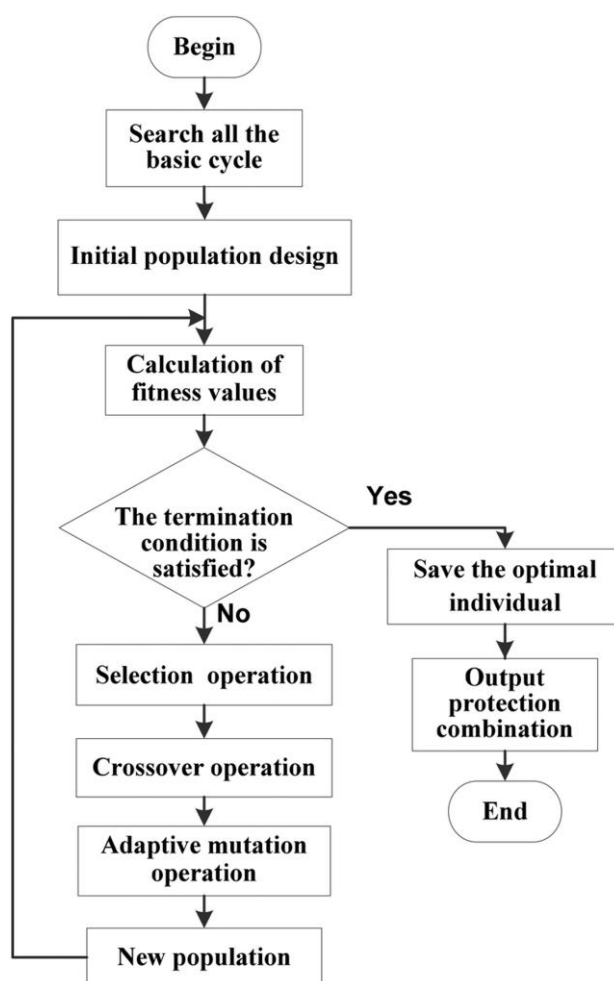 Begin
Search all the
basic cycle
Initial population design
Calculation of
fitness values
The termination
condition is
satisfied?
Yes
No
Save the optimal
individual
Output
protection
combination
End
Selection operation
Crossover operation
Adaptive mutation
operation
New population